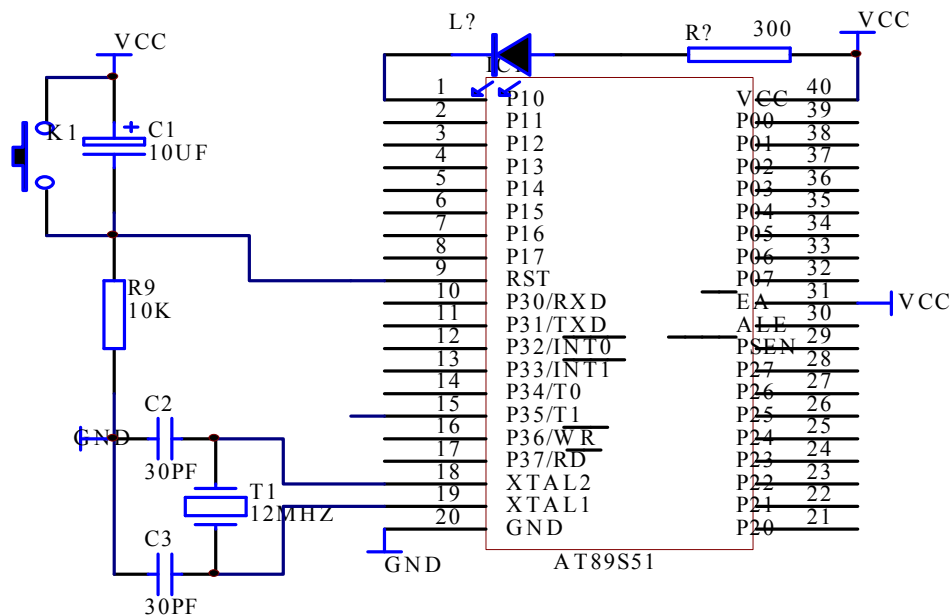 L?
R?
300
VCC
VCC
K1
C1
10UF
+
R9
10K
GND
C2
30PF
T1
12MHZ
C3
30PF
1 P10
2 P11
3 P12
4 P13
5 P14
6 P15
7 P16
8 P17
9 RST
10 P30/RXD
11 P31/TXD
12 P32/INT0
13 P33/INT1
14 P34/T0
15 P35/T1
16 P36/WR
17 P37/RD
18 XTAL2
19 XTAL1
20 GND
GND
VCC 40
P00 39
P01 38
P02 37
P03 36
P04 35
P05 34
P06 33
P07 32
EA 31
VCC
ALE 30
PSEN 29
P27 28
P26 27
P25 26
P24 25
P23 24
P22 23
P21 22
P20 21
AT89S51